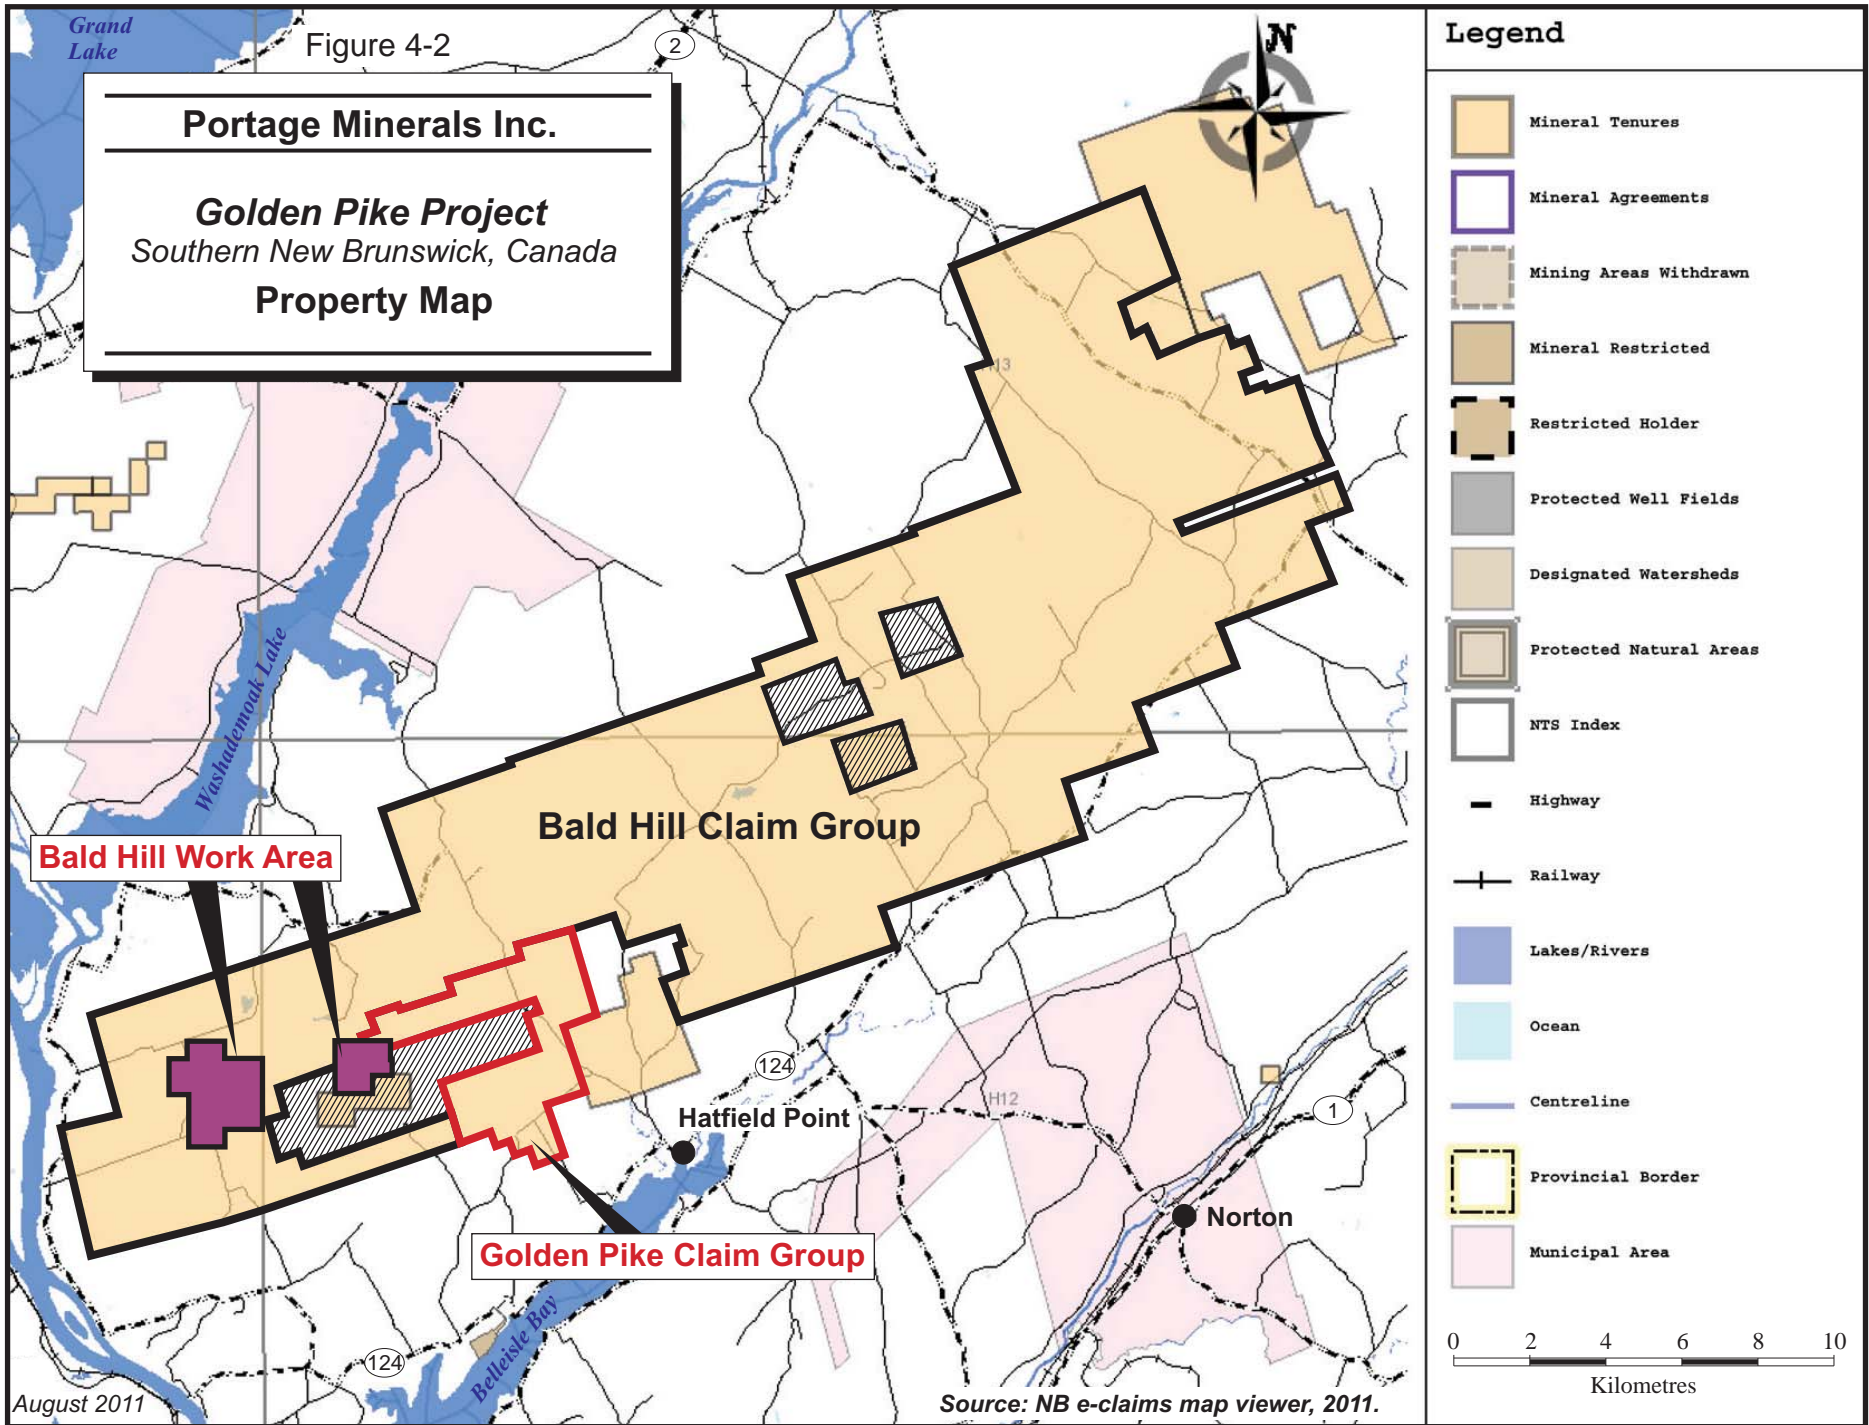 Grand
Lake
Figure 4-2
2
N
Portage Minerals Inc.
Golden Pike Project
Southern New Brunswick, Canada
Property Map
Washademoak Lake
Bald Hill Claim Group
Bald Hill Work Area
124
Hatfield Point
H12
1
Norton
Golden Pike Claim Group
Belleisle Bay
124
August 2011
Source: NB e-claims map viewer, 2011.
Legend
Mineral Tenures
Mineral Agreements
Mining Areas Withdrawn
Mineral Restricted
Restricted Holder
Protected Well Fields
Designated Watersheds
Protected Natural Areas
NTS Index
Highway
Railway
Lakes/Rivers
Ocean
Centreline
Provincial Border
Municipal Area
0 2 4 6 8 10
Kilometres